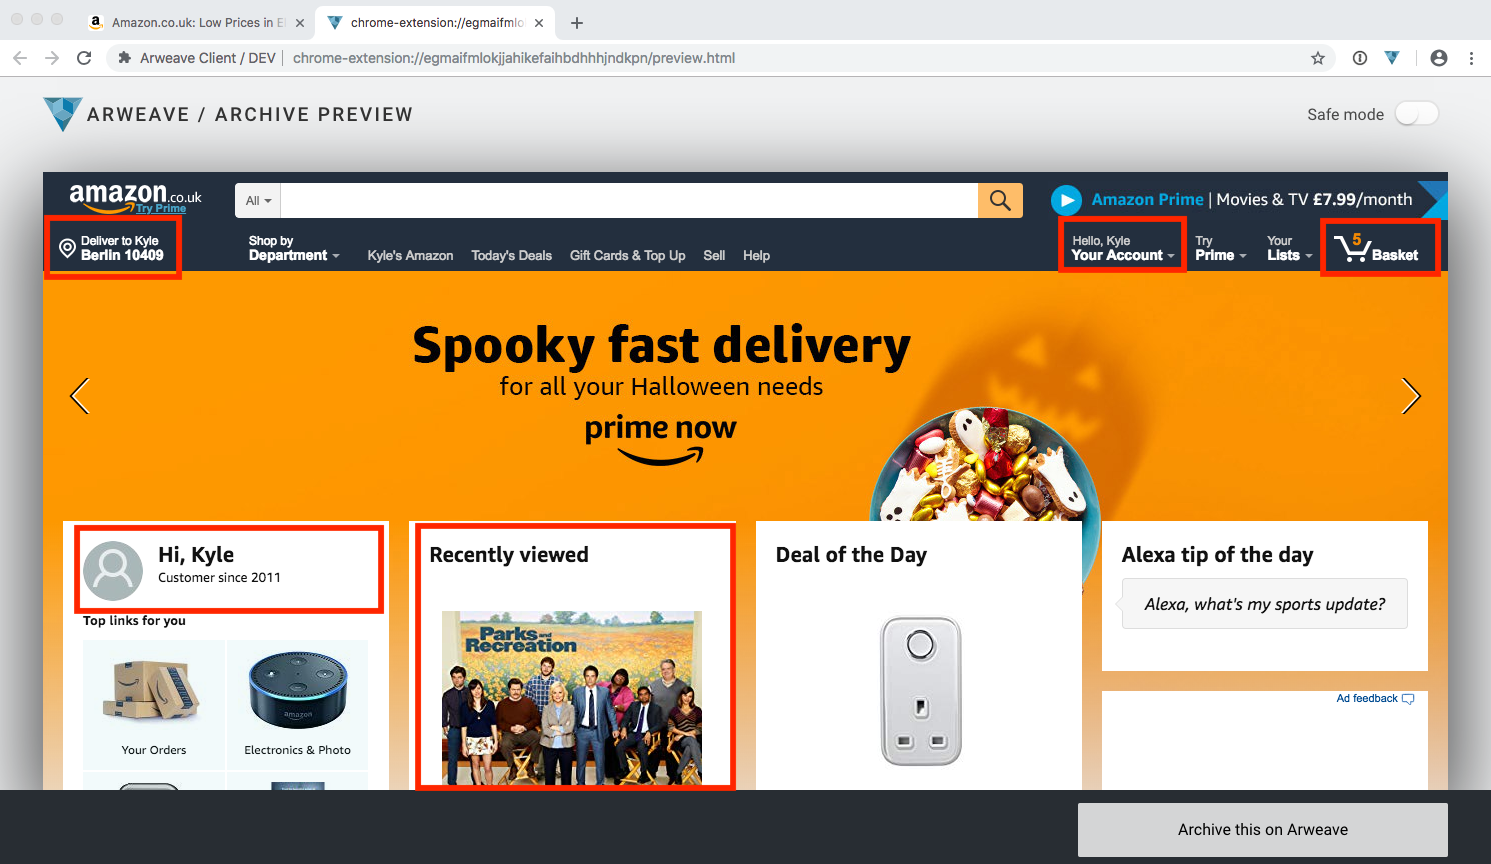 Amazon.co.uk: Low Prices in El
chrome-extension://egmaifmlo
Arweave Client / DEV
chrome-extension://egmaifmlokjjahikefaihbdhhhjndkpn/preview.html
ARWEAVE / ARCHIVE PREVIEW
Safe mode
amazon.co.uk
Try Prime
All
Amazon Prime | Movies & TV £7.99/month
Deliver to Kyle
Berlin 10409
Shop by
Department
Kyle's Amazon
Today's Deals
Gift Cards & Top Up
Sell
Help
Hello, Kyle
Your Account
Try
Prime
Your
Lists
5
Basket
Spooky fast delivery
for all your Halloween needs
prime now
Hi, Kyle
Customer since 2011
Top links for you
amazon
Your Orders
Electronics & Photo
Recently viewed
Parks and
Recreation
Deal of the Day
Alexa tip of the day
Alexa, what's my sports update?
Ad feedback
Archive this on Arweave